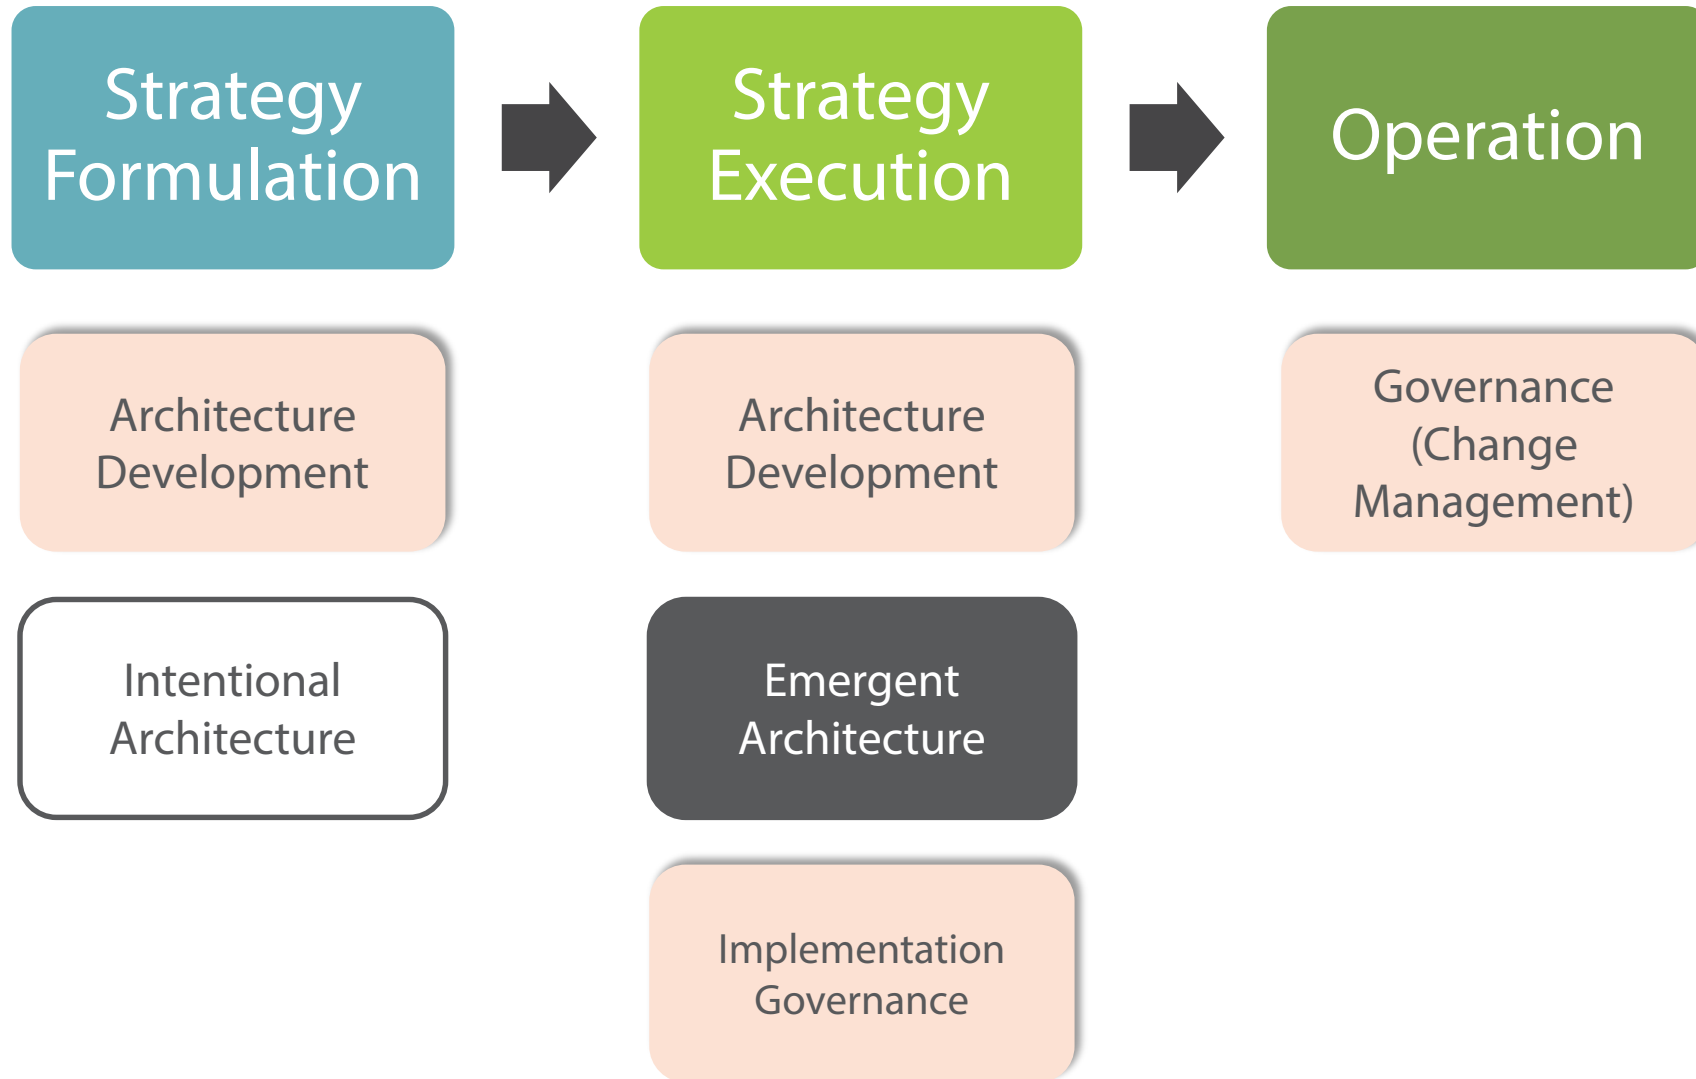 Strategy
Formulation
Strategy
Execution
Operation
Architecture
Development
Architecture
Development
Governance
(Change
Management)
Intentional
Architecture
Emergent
Architecture
Implementation
Governance